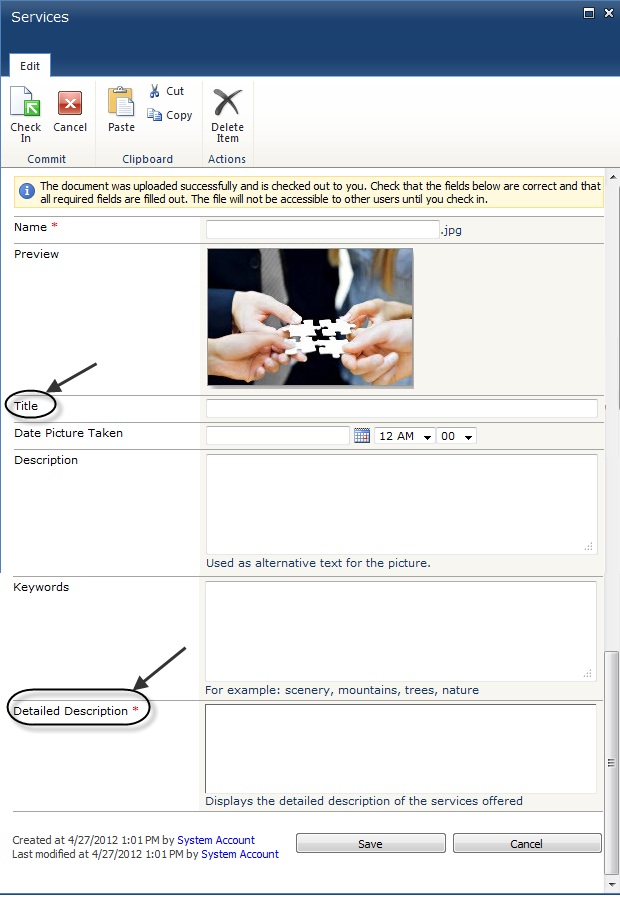 Services
Edit
Check In
Cancel
Paste
Cut
Copy
Delete Item
Commit
Clipboard
Actions
The document was uploaded successfully and is checked out to you. Check that the fields below are correct and that
all required fields are filled out. The file will not be accessible to other users until you check in.
Name *
.jpg
Preview
Title
Date Picture Taken
12 AM
00
Description
Used as alternative text for the picture.
Keywords
For example: scenery, mountains, trees, nature
Detailed Description *
Displays the detailed description of the services offered
Created at 4/27/2012 1:01 PM by System Account
Last modified at 4/27/2012 1:01 PM by System Account
Save
Cancel